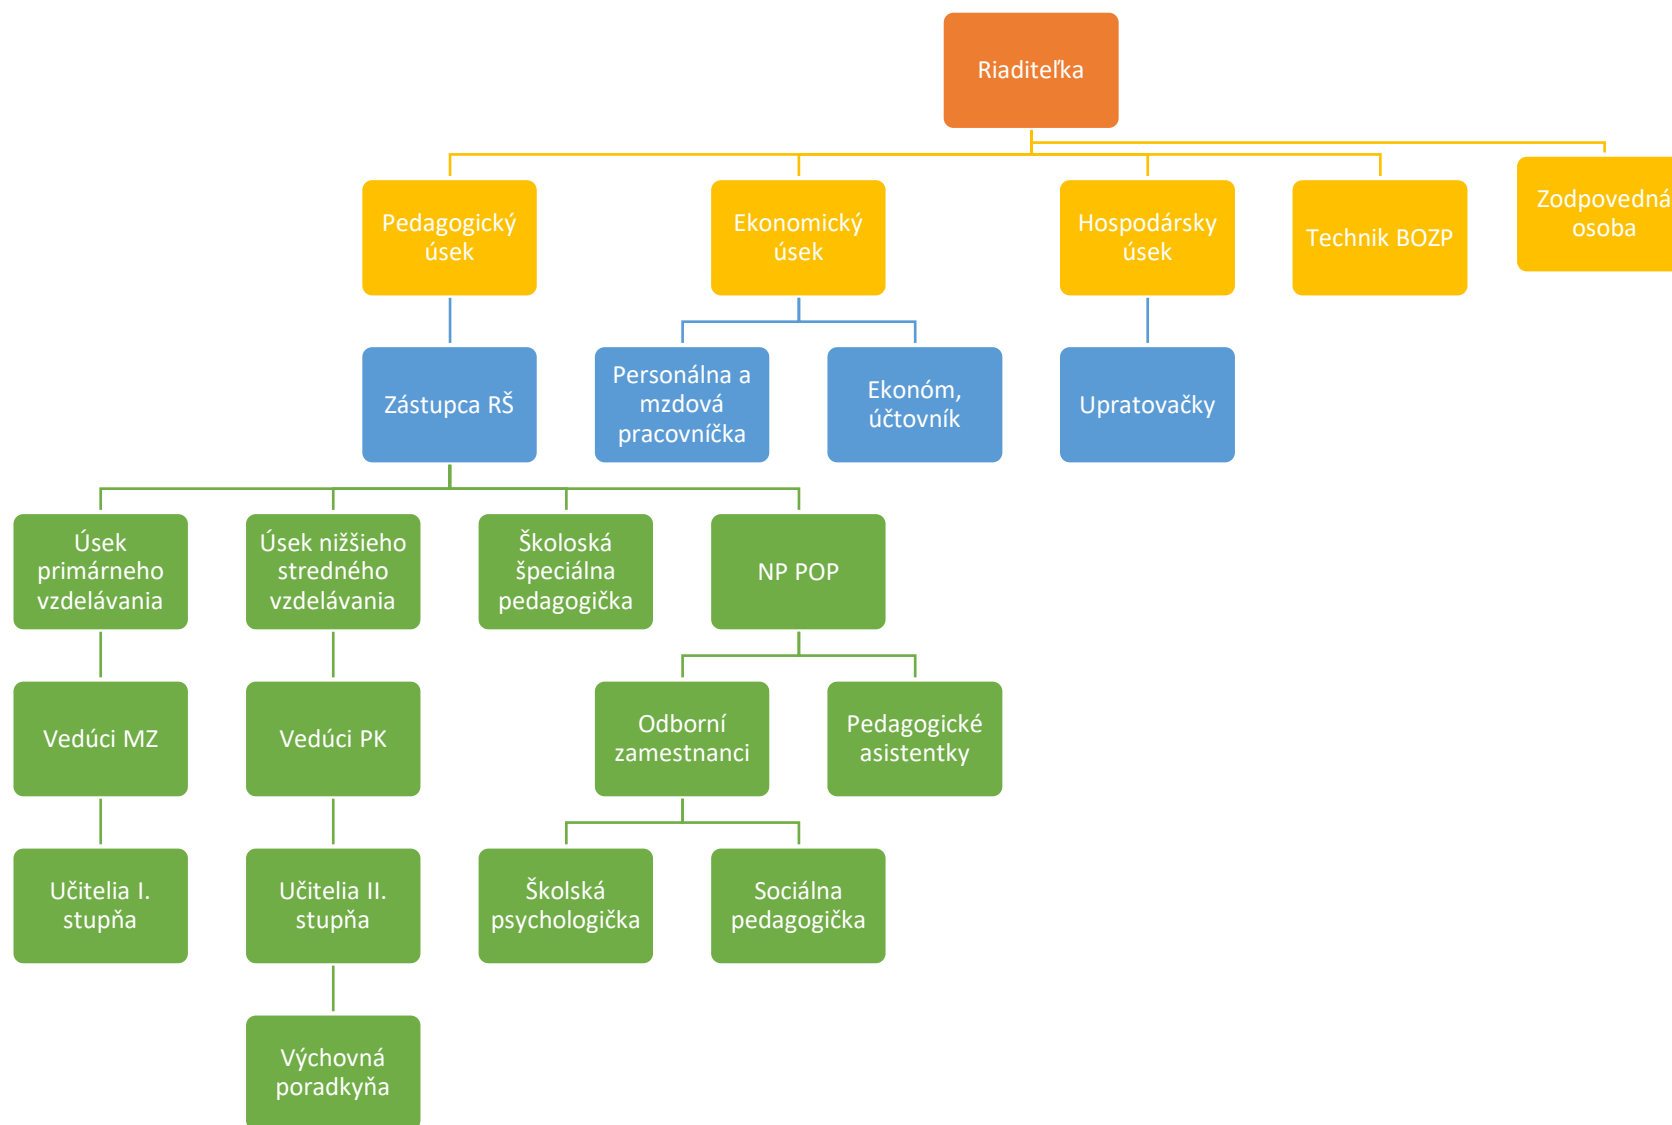 Riaditeľka
Pedagogický
úsek
Ekonomický
úsek
Hospodársky
úsek
Technik BOZP
Zodpovedná
osoba
Zástupca RŠ
Personálna a
mzdová
pracovníčka
Ekonóm,
účtovník
Upratovačky
Úsek
primárneho
vzdelávania
Úsek nižšieho
stredného
vzdelávania
Školoská
špeciálna
pedagogička
NP POP
Vedúci MZ
Vedúci PK
Odborní
zamestnanci
Pedagogické
asistentky
Učitelia I.
stupňa
Učitelia II.
stupňa
Školská
psychologička
Sociálna
pedagogička
Výchovná
poradkyňa